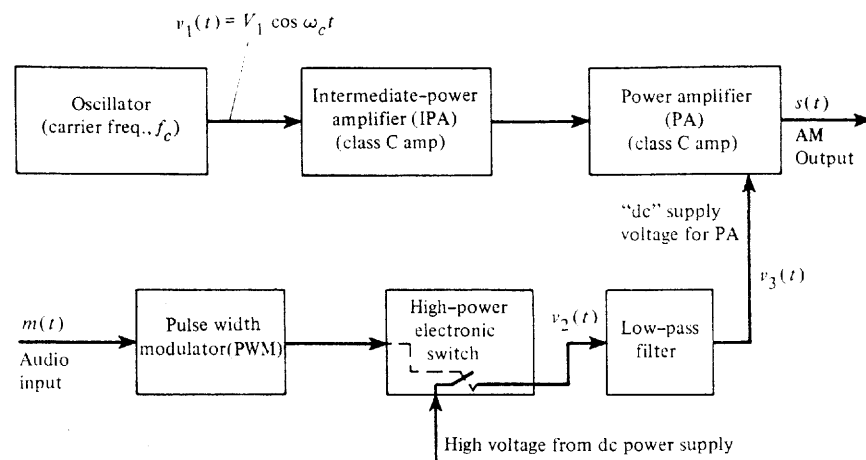 v₁(t) = V₁ cos ω_c t
Oscillator
(carrier freq., f_c)
Intermediate-power
amplifier (IPA)
(class C amp)
Power amplifier
(PA)
(class C amp)
s(t)
AM
Output
"dc" supply
voltage for PA
v₃(t)
m(t)
Audio
input
Pulse width
modulator(PWM)
High-power
electronic
switch
v₂(t)
Low-pass
filter
High voltage from dc power supply